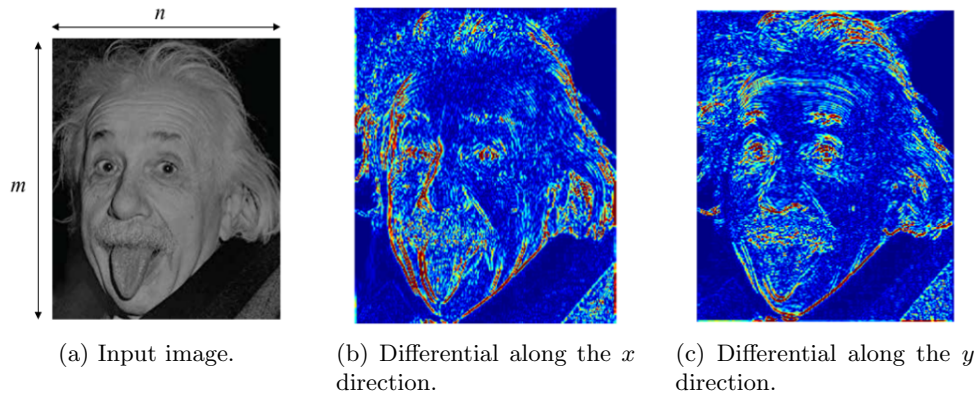 n
m
(a) Input image.
(b) Differential along the x
direction.
(c) Differential along the y
direction.